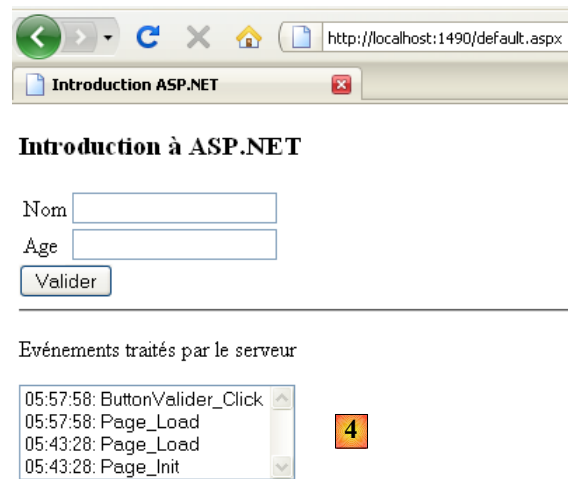 http://localhost:1490/default.aspx
Introduction ASP.NET
Introduction à ASP.NET
Nom
Age
Valider
Evénements traités par le serveur
05:57:58: ButtonValider_Click
05:57:58: Page_Load
05:43:28: Page_Load
05:43:28: Page_Init
4